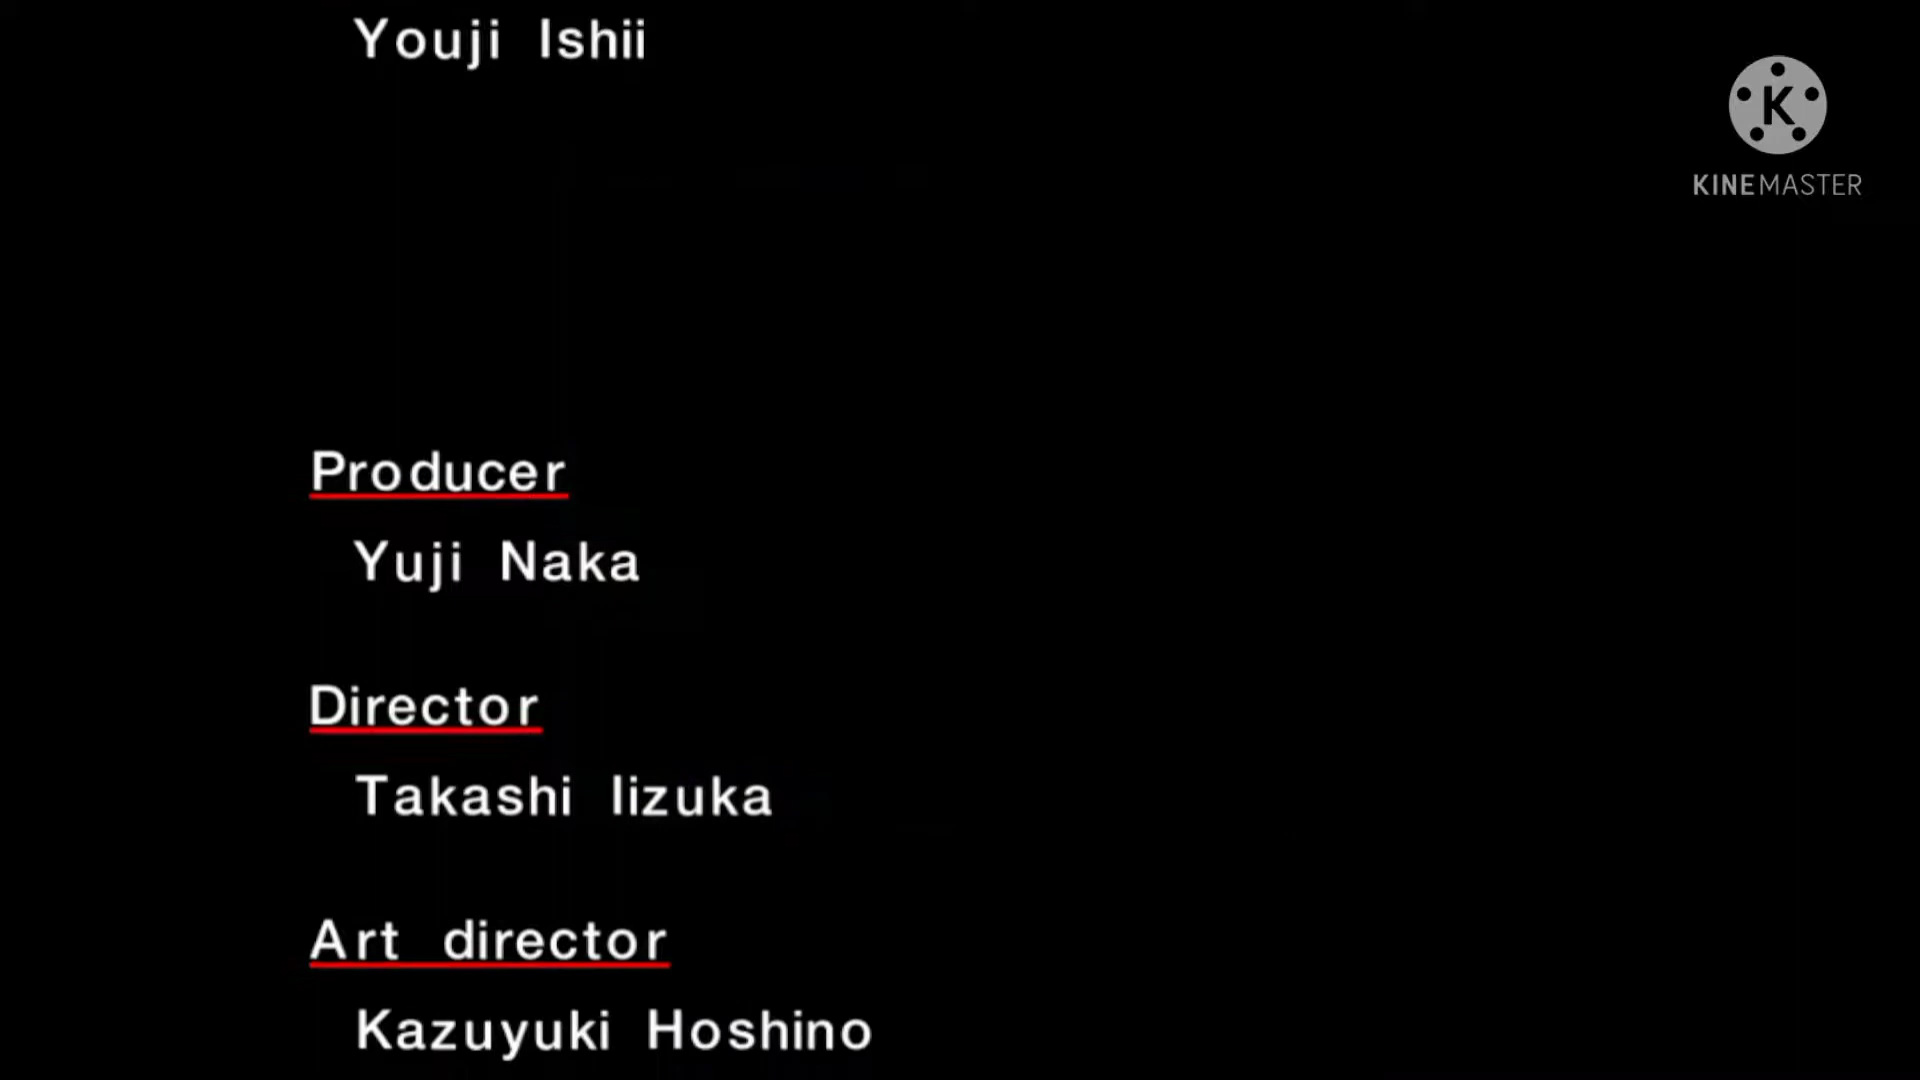 Youji Ishii
K
KINEMASTER
Producer
Yuji Naka
Director
Takashi Iizuka
Art director
Kazuyuki Hoshino